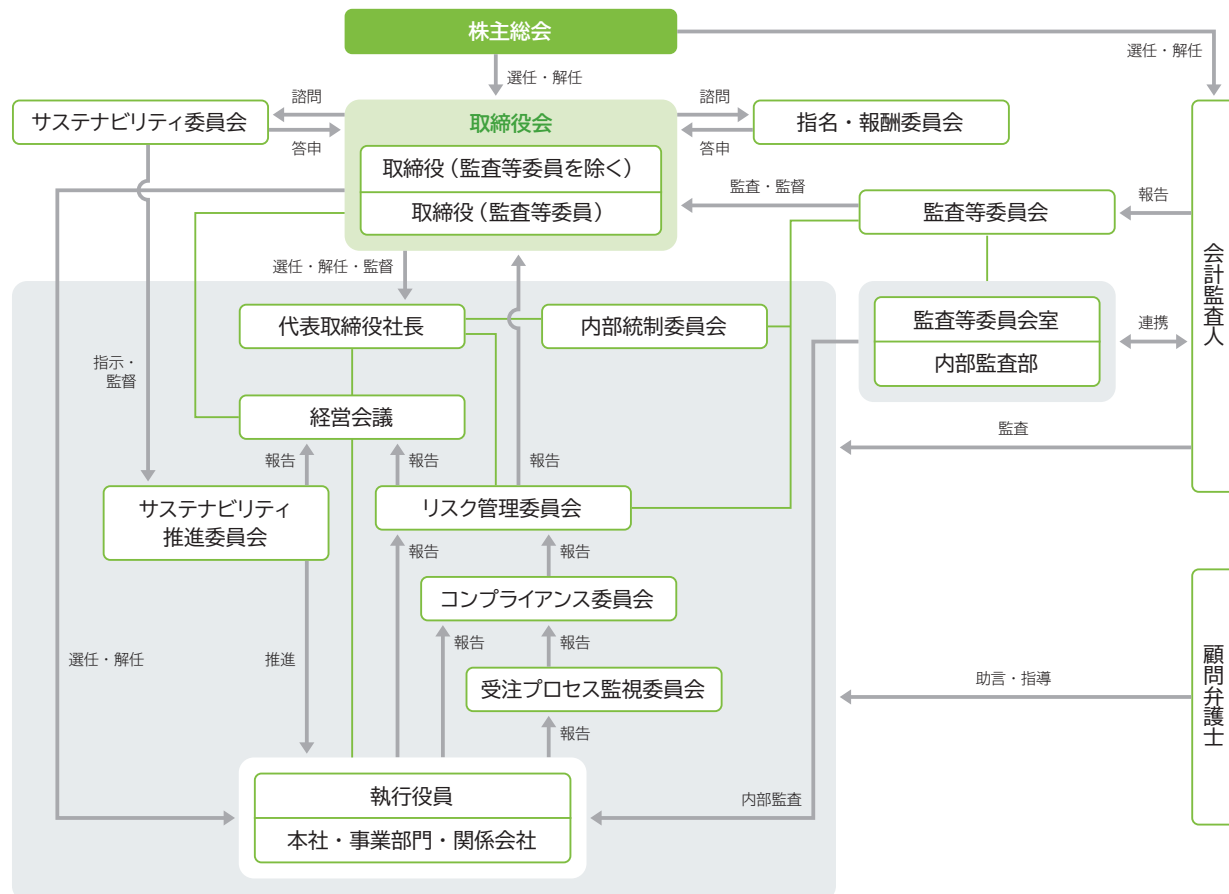 株主総会
選任・解任
選任・解任
諮問
諮問
サステナビリティ委員会
取締役会
指名・報酬委員会
答申
答申
取締役（監査等委員を除く）
取締役（監査等委員）
監査・監督
監査等委員会
報告
会計監査人
選任・解任・監督
代表取締役社長
内部統制委員会
監査等委員会室
内部監査部
連携
指示・
監督
経営会議
監査
報告
報告
報告
サステナビリティ
推進委員会
リスク管理委員会
報告
報告
コンプライアンス委員会
報告
報告
選任・解任
推進
受注プロセス監視委員会
助言・指導
顧問弁護士
報告
執行役員
内部監査
本社・事業部門・関係会社